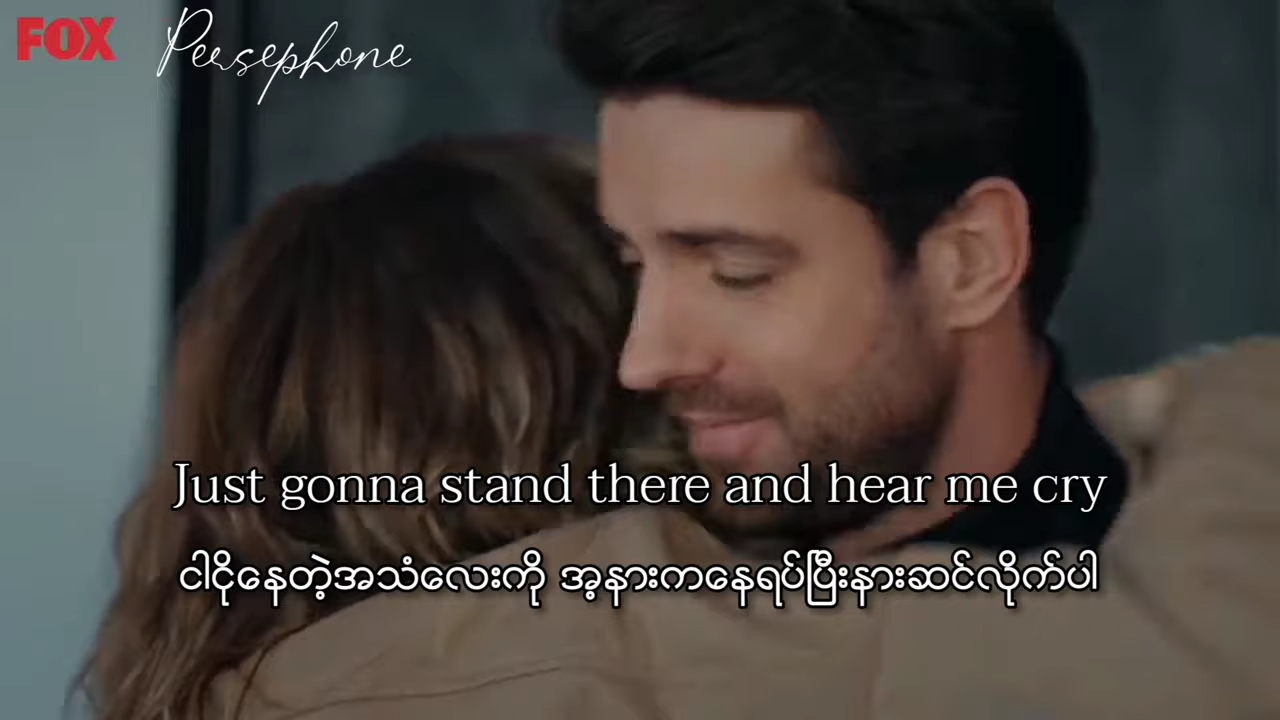 FOX
Persephone
Just gonna stand there and hear me cry
ငါငိုနေတဲ့အသံလေးကို အဲ့နားကနေရပ်ပြီးနားဆင်လိုက်ပါ